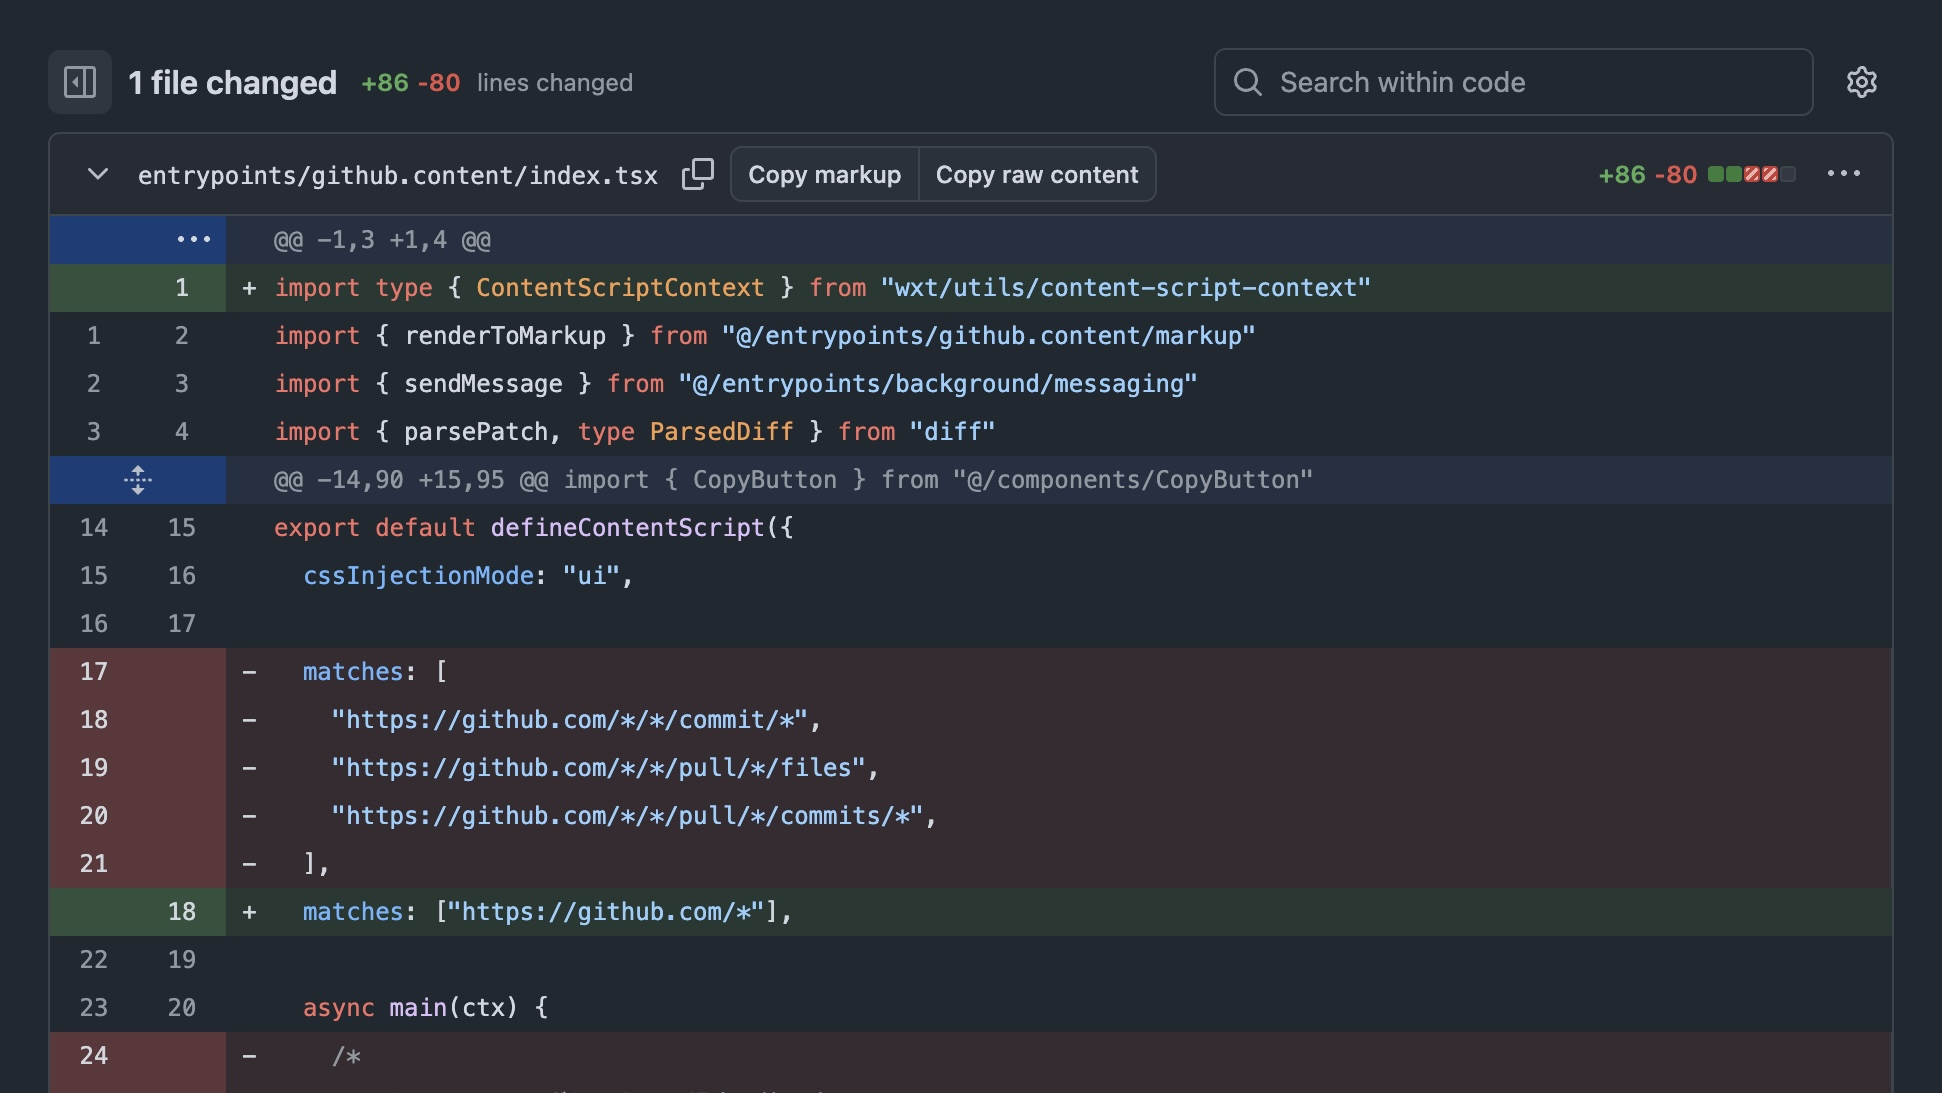 1 file changed +86 -80 lines changed Search within code
entrypoints/github.content/index.tsx Copy markup Copy raw content +86 -80
@@ -1,3 +1,4 @@
1 + import type { ContentScriptContext } from "wxt/utils/content-script-context"
1 2 import { renderToMarkup } from "@/entrypoints/github.content/markup"
2 3 import { sendMessage } from "@/entrypoints/background/messaging"
3 4 import { parsePatch, type ParsedDiff } from "diff"
@@ -14,90 +15,95 @@ import { CopyButton } from "@/components/CopyButton"
14 15 export default defineContentScript({
15 16 cssInjectionMode: "ui",
16 17
17 - matches: [
18 - "https://github.com/*/*/commit/*",
19 - "https://github.com/*/*/pull/*/files",
20 - "https://github.com/*/*/pull/*/commits/*",
21 - ],
18 + matches: ["https://github.com/*"],
22 19
23 20 async main(ctx) {
24 - /*